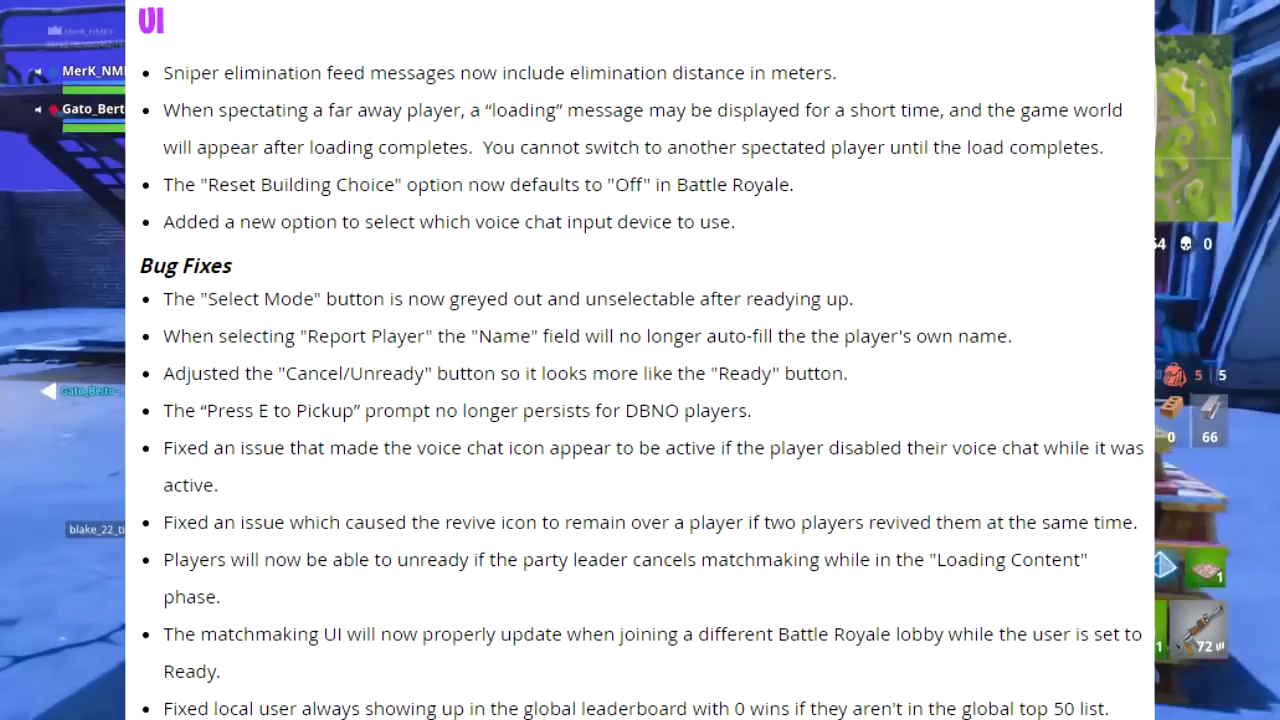 UI
MerK_NMEx
MerK_NM
Gato_Bert
• Sniper elimination feed messages now include elimination distance in meters.
• When spectating a far away player, a “loading” message may be displayed for a short time, and the game world
will appear after loading completes.  You cannot switch to another spectated player until the load completes.
• The "Reset Building Choice" option now defaults to "Off" in Battle Royale.
• Added a new option to select which voice chat input device to use.
Bug Fixes
• The "Select Mode" button is now greyed out and unselectable after readying up.
• When selecting "Report Player" the "Name" field will no longer auto-fill the the player's own name.
• Adjusted the "Cancel/Unready" button so it looks more like the "Ready" button.
• The “Press E to Pickup” prompt no longer persists for DBNO players.
• Fixed an issue that made the voice chat icon appear to be active if the player disabled their voice chat while it was
active.
• Fixed an issue which caused the revive icon to remain over a player if two players revived them at the same time.
• Players will now be able to unready if the party leader cancels matchmaking while in the "Loading Content"
phase.
• The matchmaking UI will now properly update when joining a different Battle Royale lobby while the user is set to
Ready.
• Fixed local user always showing up in the global leaderboard with 0 wins if they aren't in the global top 50 list.
Gato_Berto
blake_22_ti
54 0
5 5
0 66
1
1 72